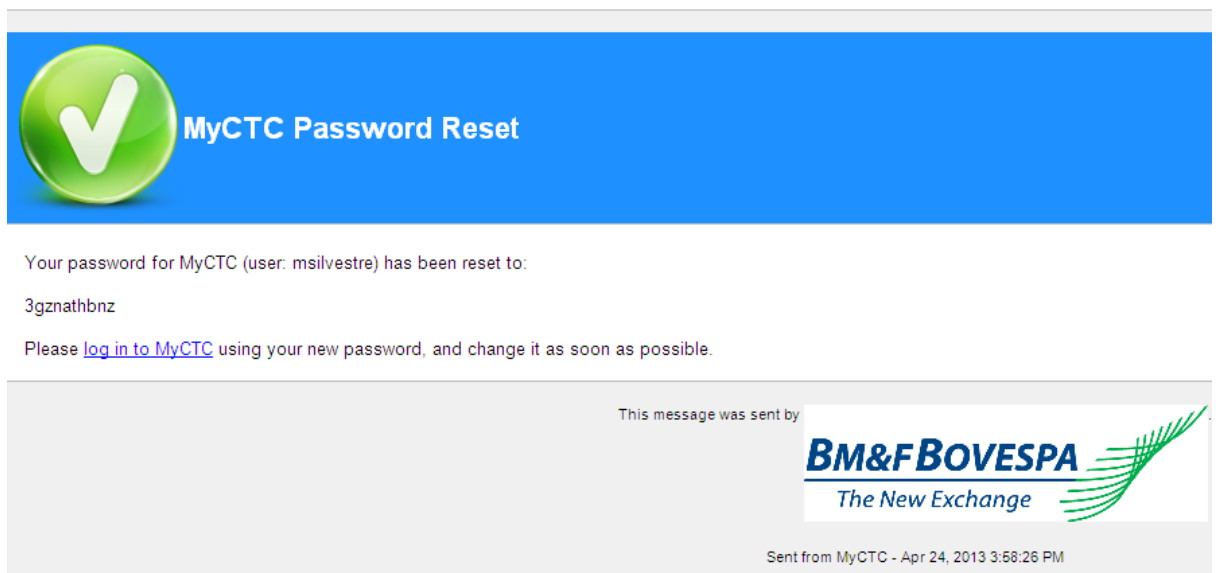 MyCTC Password Reset
Your password for MyCTC (user: msilvestre) has been reset to:
3gznathbnz
Please log in to MyCTC using your new password, and change it as soon as possible.
This message was sent by
BM&FBOVESPA
The New Exchange
.
Sent from MyCTC - Apr 24, 2013 3:58:26 PM